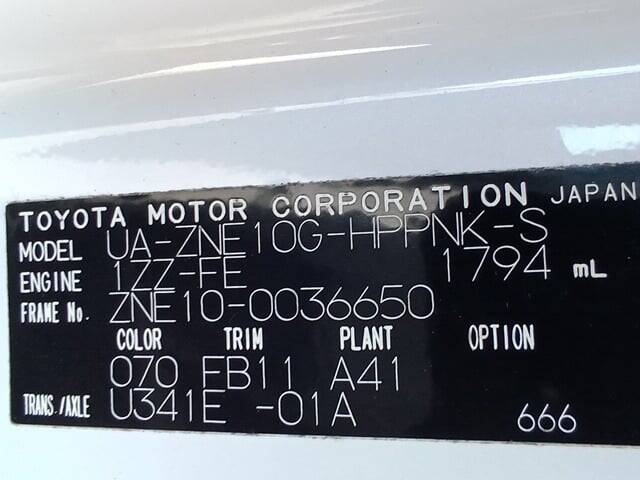 TOYOTA MOTOR CORPORATION JAPAN
MODEL UA-ZNE10G-HPPNK-S
ENGINE 1ZZ-FE 1794 mL
FRAME No. ZNE10-0036650
COLOR TRIM PLANT OPTION
070 FB11 A41
TRANS./AXLE U341E -01A 666